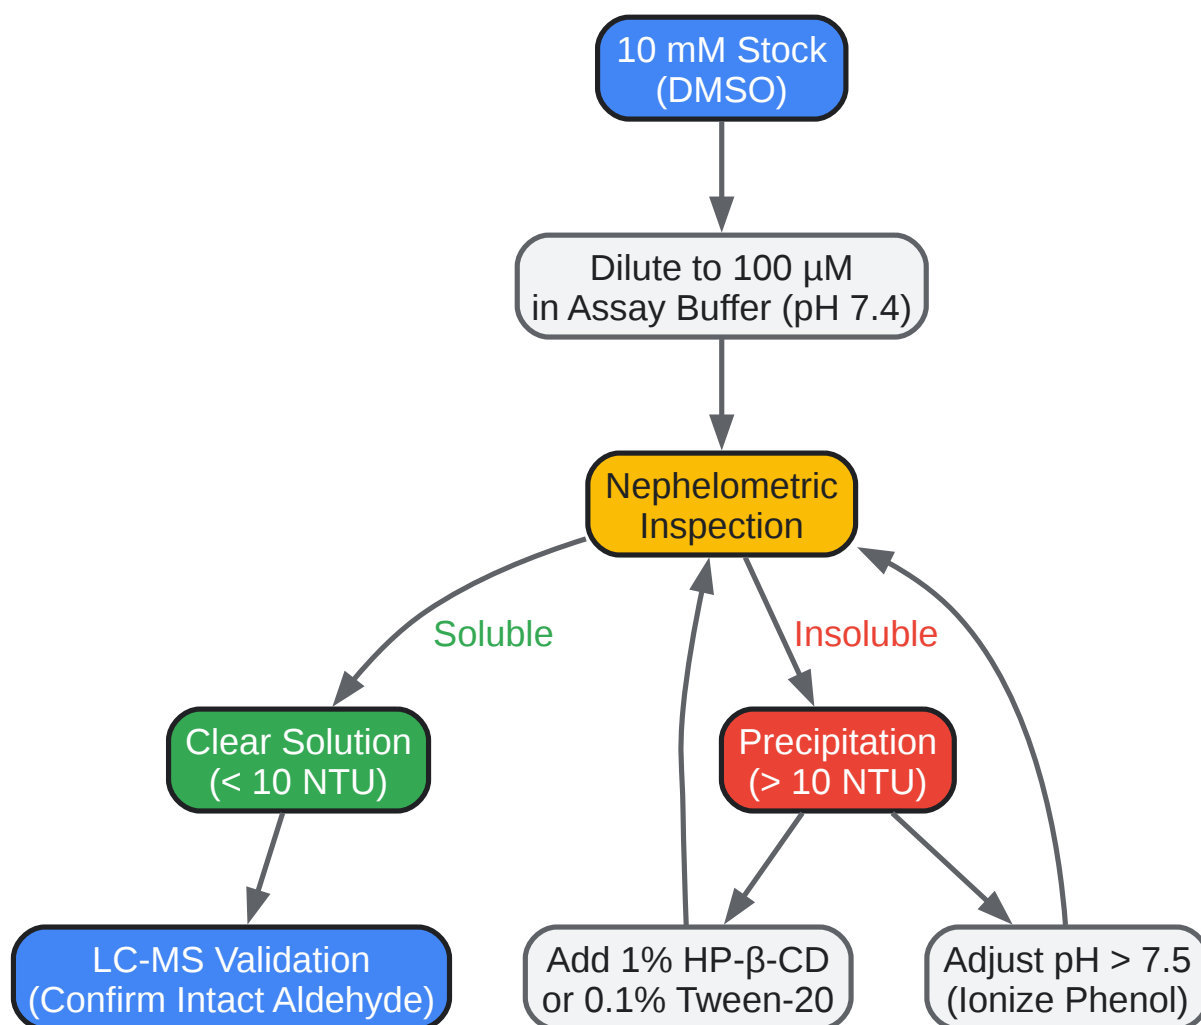 10 mM Stock
(DMSO)
Dilute to 100 µM
in Assay Buffer (pH 7.4)
Nephelometric
Inspection
Soluble
Insoluble
Clear Solution
(< 10 NTU)
Precipitation
(> 10 NTU)
LC-MS Validation
(Confirm Intact Aldehyde)
Add 1% HP-β-CD
or 0.1% Tween-20
Adjust pH > 7.5
(Ionize Phenol)